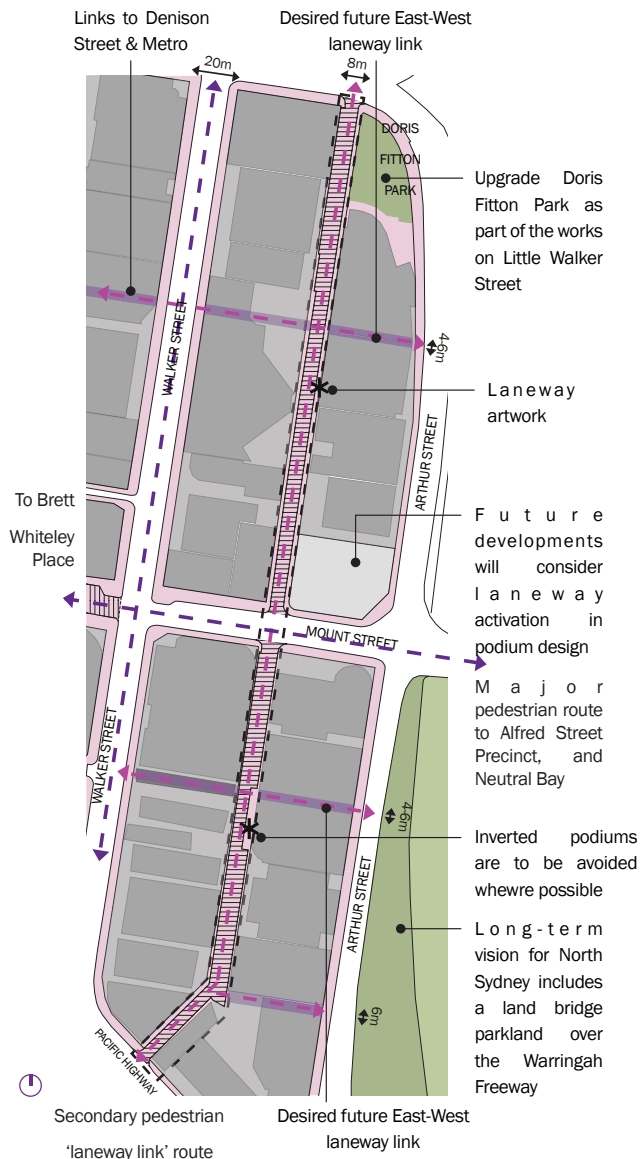 Links to Denison
Street & Metro
Desired future East-West
laneway link
20m
8m
DORIS
FITTON
PARK
Upgrade Doris
Fitton Park as
part of the works
on Little Walker
Street
WALKER STREET
4-6m
Laneway
artwork
ARTHUR STREET
To Brett
Whiteley
Place
Future
developments
will consider
laneway
activation in
podium design
MOUNT STREET
Major
pedestrian route
to Alfred Street
Precinct, and
Neutral Bay
WALKER STREET
4-6m
Inverted podiums
are to be avoided
whewre possible
ARTHUR STREET
Long-term
vision for North
Sydney includes
a land bridge
parkland over
the Warringah
Freeway
6m
PACIFIC HIGHWAY
Secondary pedestrian
'laneway link' route
Desired future East-West
laneway link